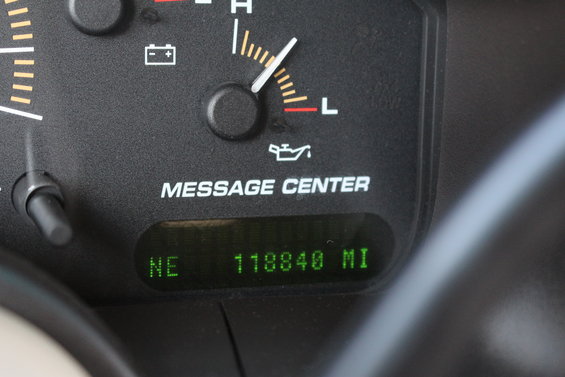 H
L
MESSAGE CENTER
NE 118840 MI